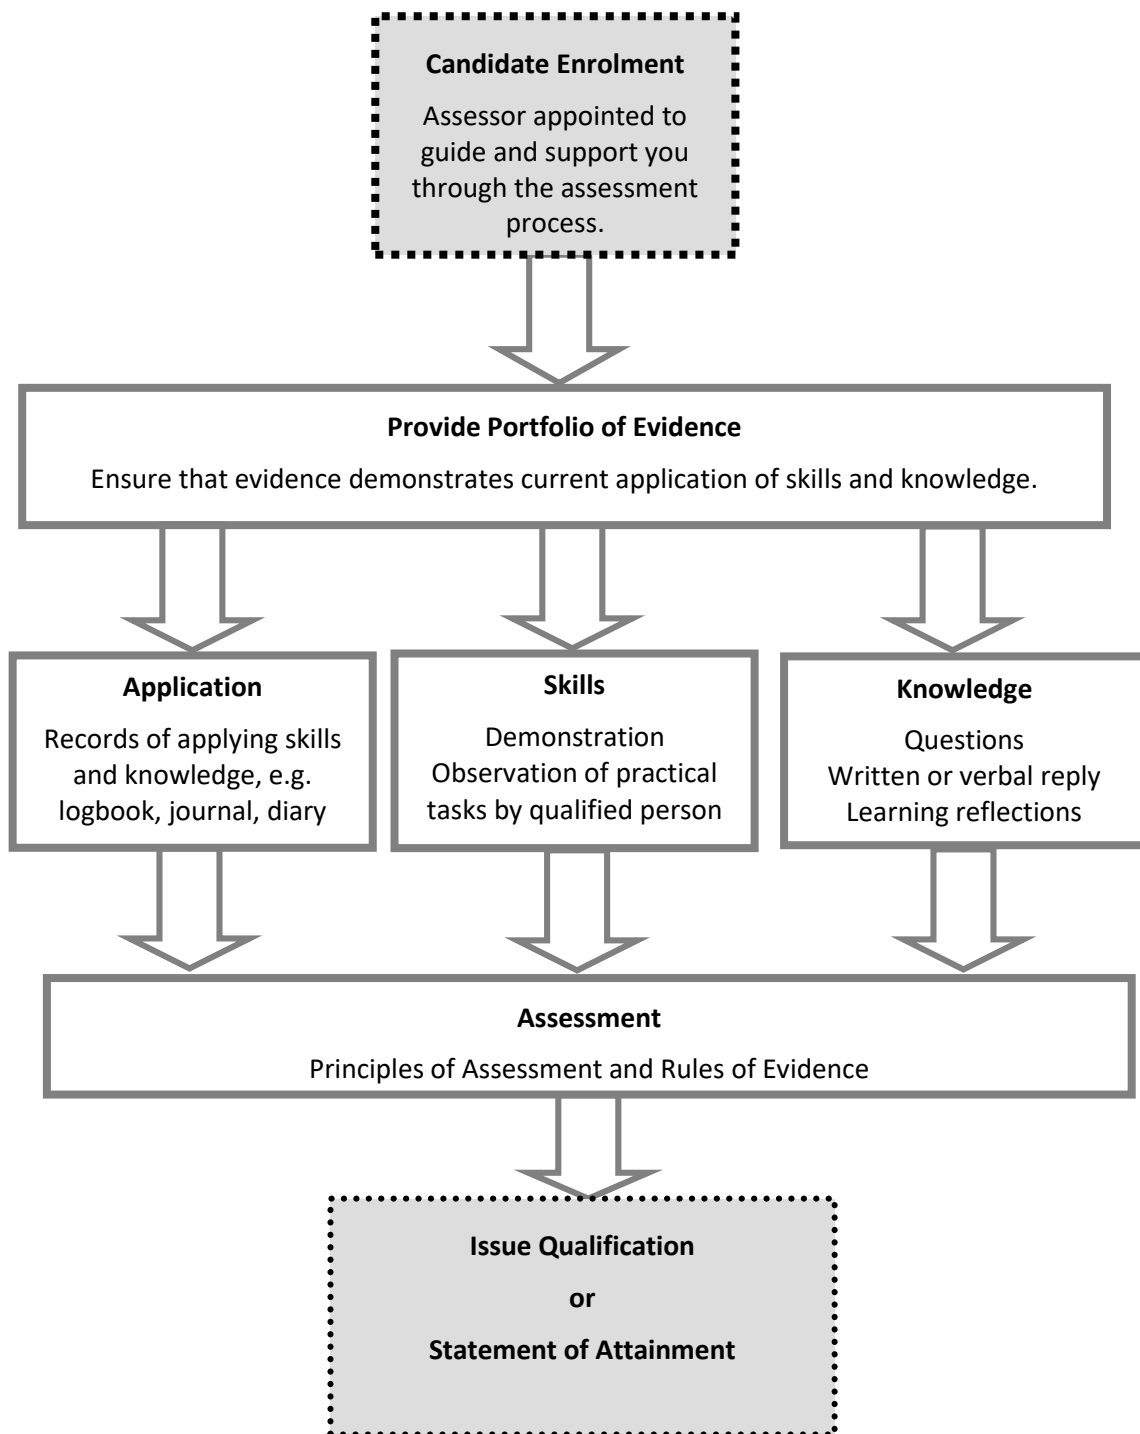 Candidate Enrolment
Assessor appointed to
guide and support you
through the assessment
process.
Provide Portfolio of Evidence
Ensure that evidence demonstrates current application of skills and knowledge.
Application
Records of applying skills
and knowledge, e.g.
logbook, journal, diary
Skills
Demonstration
Observation of practical
tasks by qualified person
Knowledge
Questions
Written or verbal reply
Learning reflections
Assessment
Principles of Assessment and Rules of Evidence
Issue Qualification
or
Statement of Attainment